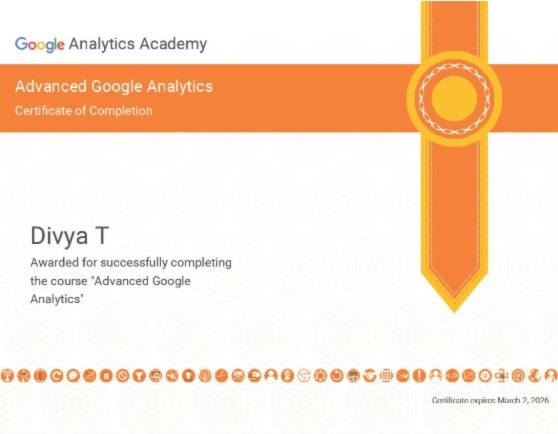 Google Analytics Academy
Advanced Google Analytics
Certificate of Completion
Divya T
Awarded for successfully completing
the course "Advanced Google
Analytics"
Certificate expires March 2, 2026